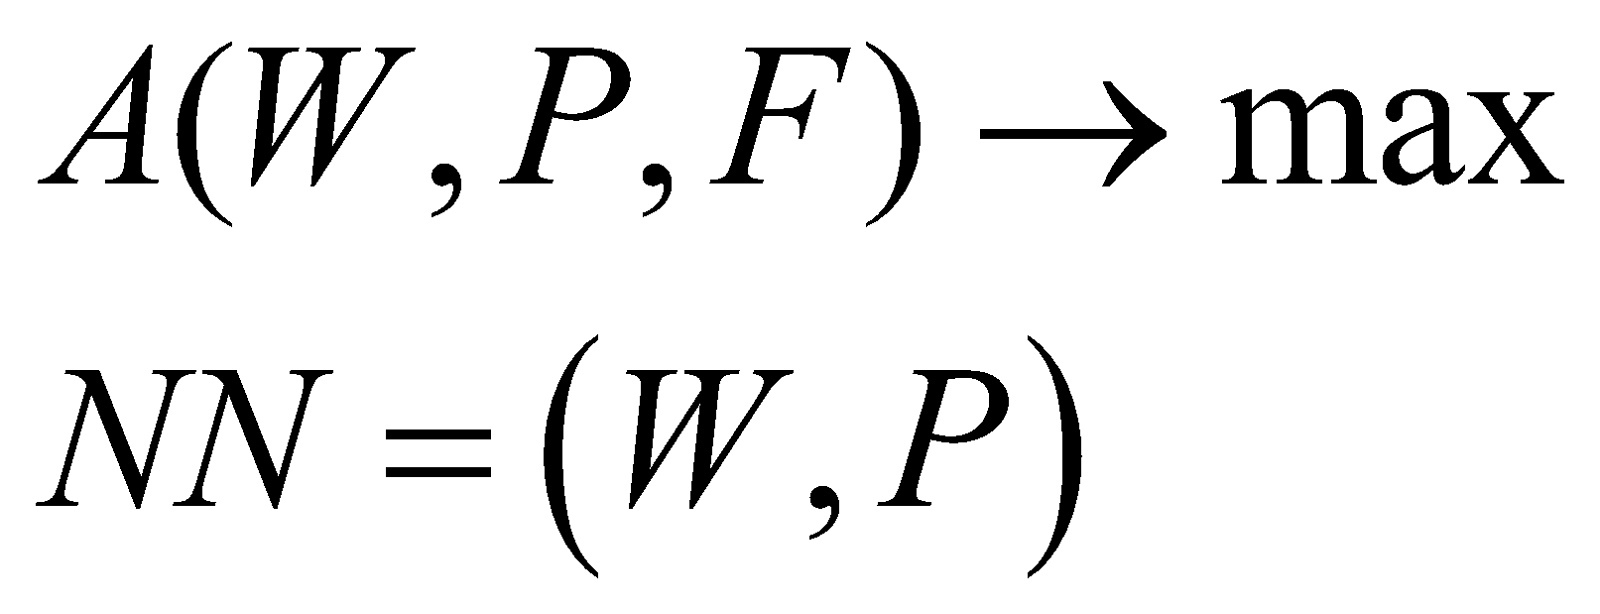 A(W, P, F) → max
NN = (W, P)